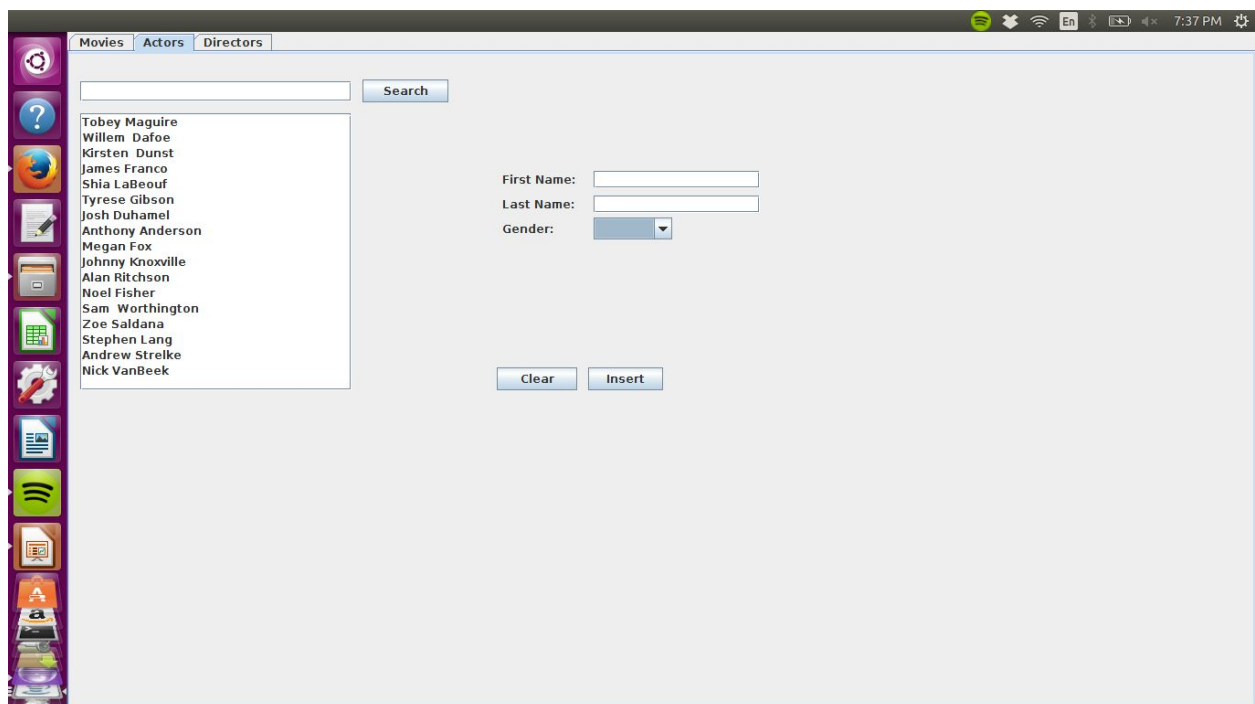 En 7:37 PM
Movies Actors Directors
Search
Tobey Maguire
Willem  Dafoe
Kirsten  Dunst
James Franco
Shia LaBeouf
Tyrese Gibson
Josh Duhamel
Anthony Anderson
Megan Fox
Johnny Knoxville
Alan Ritchson
Noel Fisher
Sam  Worthington
Zoe Saldana
Stephen Lang
Andrew Strelke
Nick VanBeek
First Name:
Last Name:
Gender:
Clear Insert
A
a